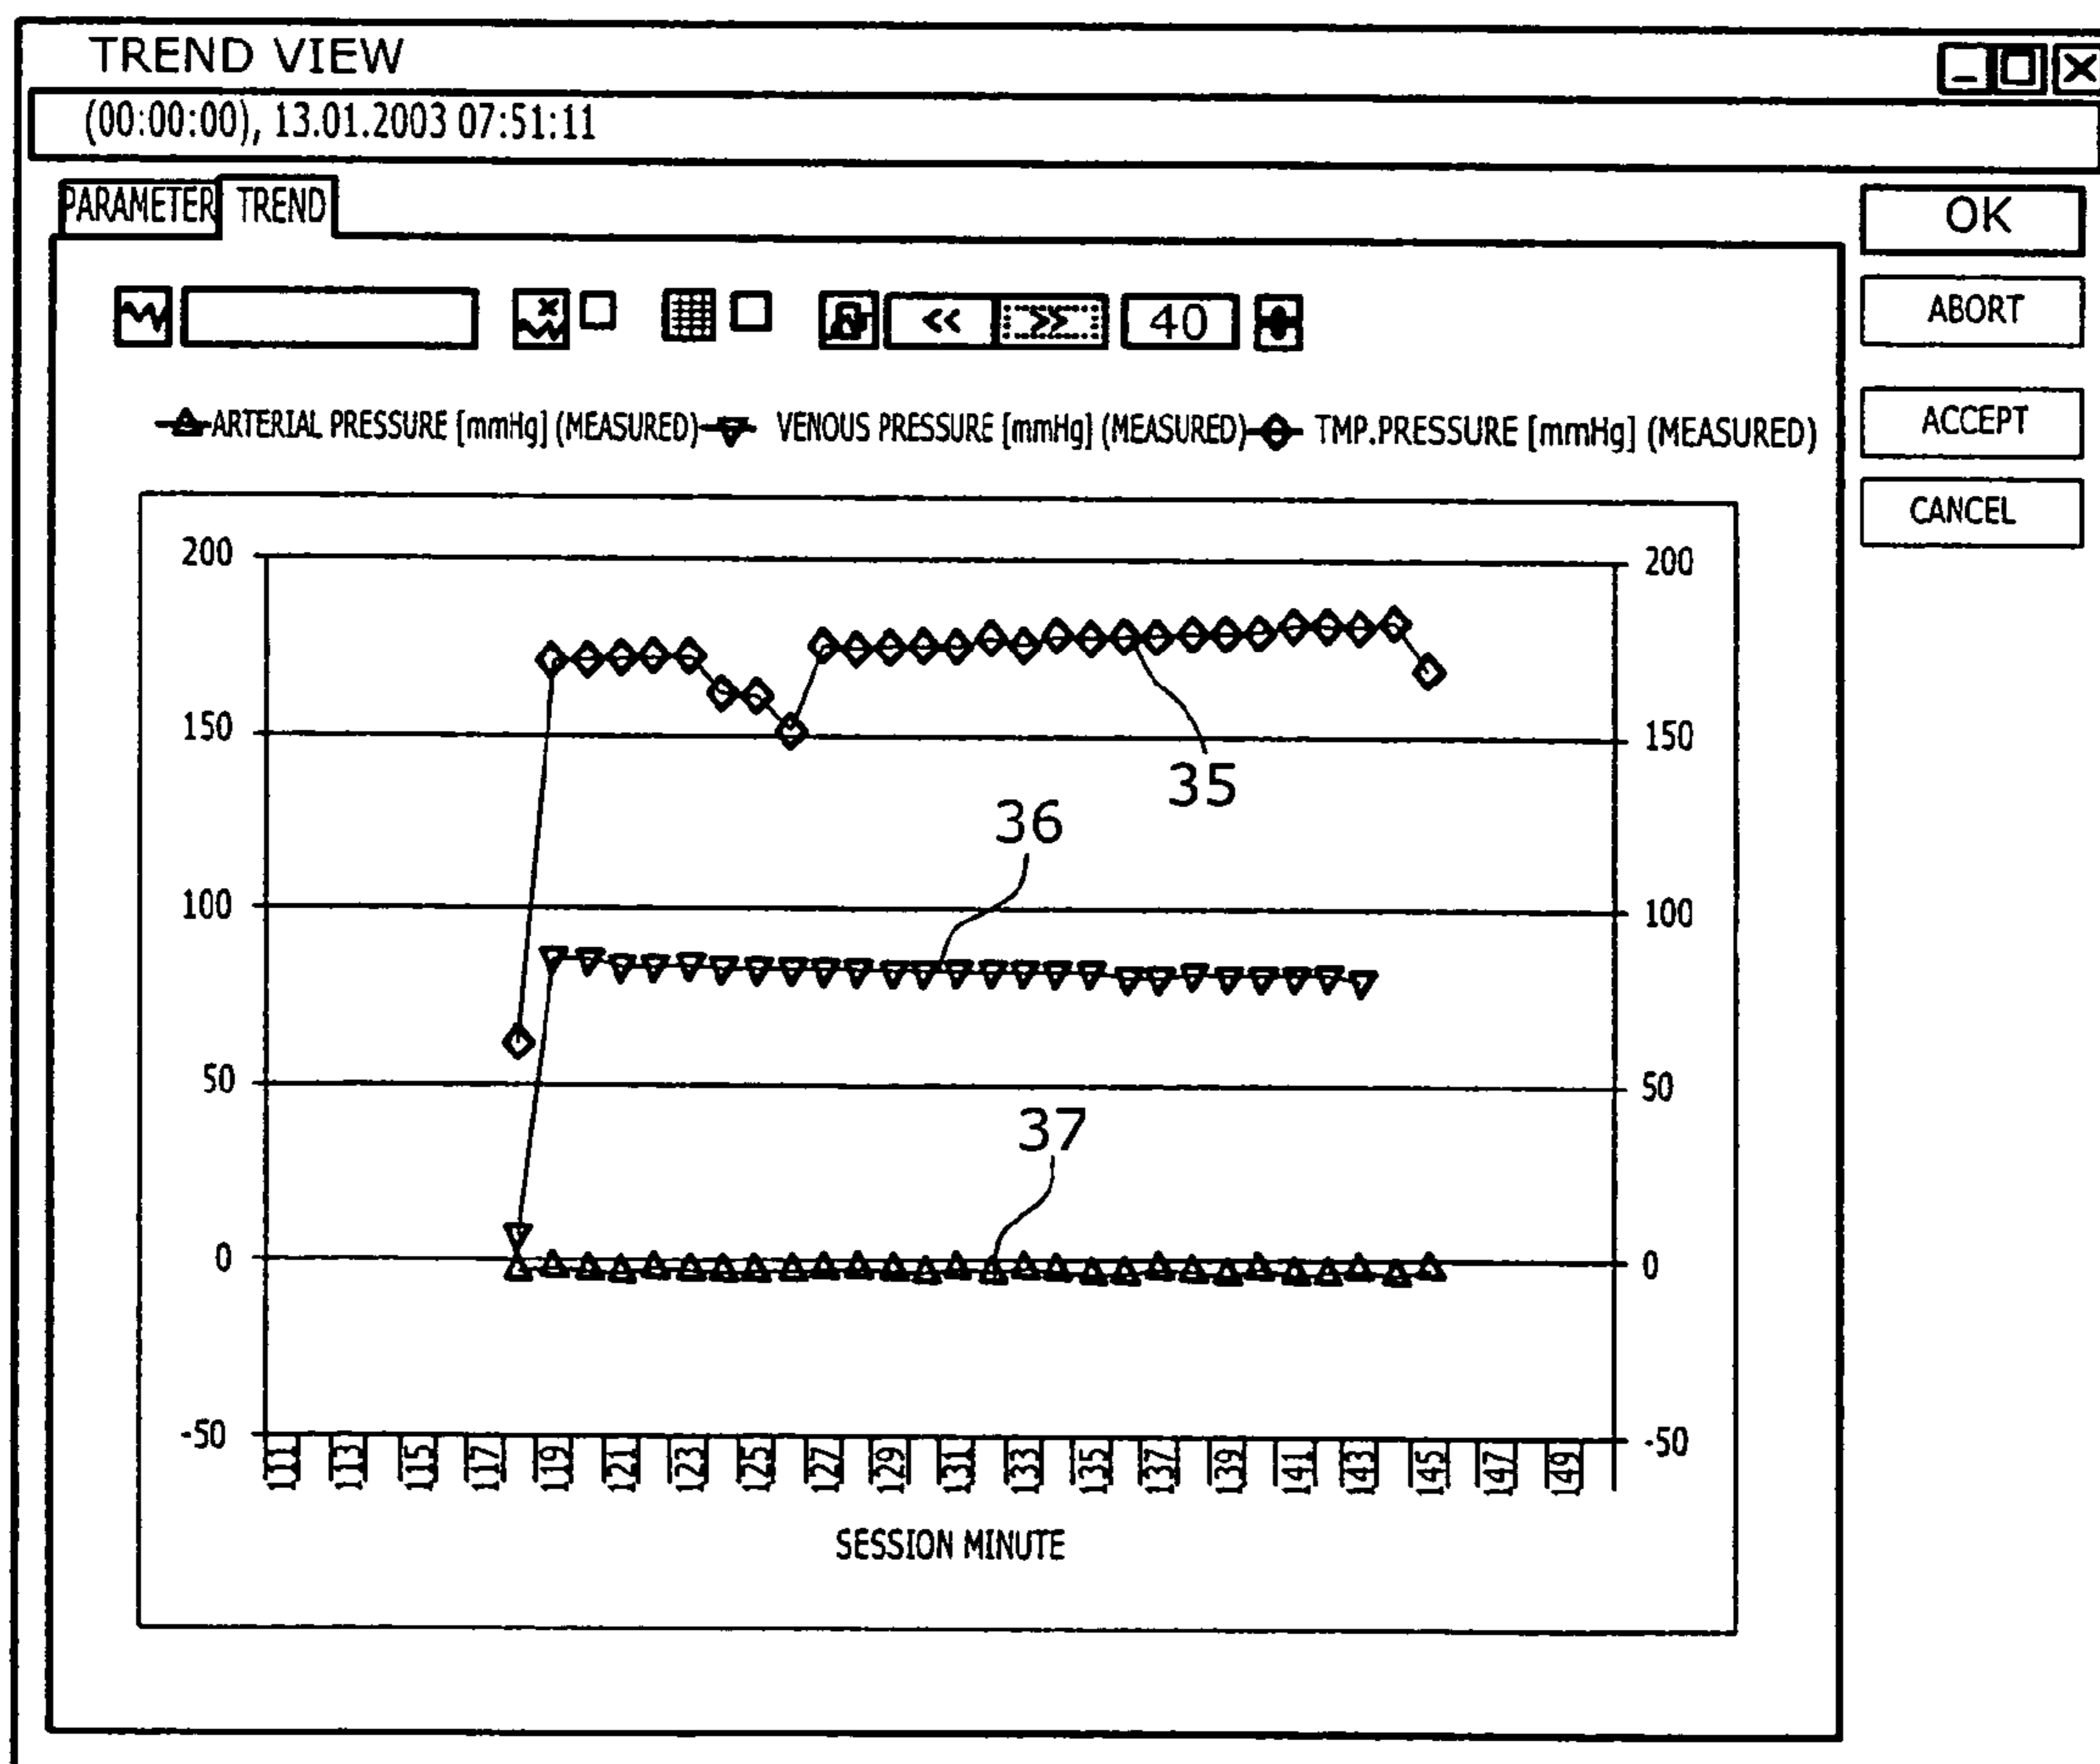 TREND VIEW
(00:00:00), 13.01.2003 07:51:11
PARAMETER TREND
OK
ABORT
ACCEPT
CANCEL
<< >> 40
ARTERIAL PRESSURE [mmHg] (MEASURED) VENOUS PRESSURE [mmHg] (MEASURED) TMP.PRESSURE [mmHg] (MEASURED)
200 200
150 150
35
36
100 100
50 50
37
0 0
-50 -50
111 113 115 117 119 121 123 125 127 129 131 133 135 137 139 141 143 145 147 149
SESSION MINUTE